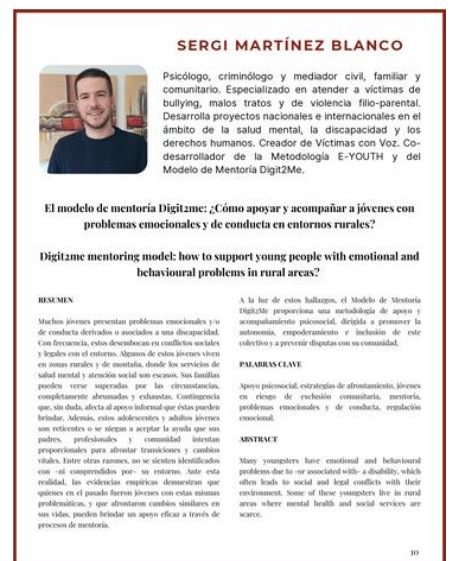 SERGI MARTÍNEZ BLANCO
Psicólogo, criminólogo y mediador civil, familiar y
comunitario. Especializado en atender a víctimas de
bullying, malos tratos y de violencia filio-parental.
Desarrolla proyectos nacionales e internacionales en el
ámbito de la salud mental, la discapacidad y los
derechos humanos. Creador de Víctimas con Voz. Co-
desarrollador de la Metodología E-YOUTH y del
Modelo de Mentoría Digit2Me.
El modelo de mentoría Digit2me: ¿Cómo apoyar y acompañar a jóvenes con
problemas emocionales y de conducta en entornos rurales?
Digit2me mentoring model: how to support young people with emotional and
behavioural problems in rural areas?
RESUMEN
Muchos jóvenes presentan problemas emocionales y/o
de conducta derivados o asociados a una discapacidad.
Con frecuencia, estos desembocan en conflictos sociales
y legales con el entorno. Algunos de estos jóvenes viven
en zonas rurales y de montaña, donde los servicios de
salud mental y atención social son escasos. Sus familias
pueden verse superadas por las circunstancias,
completamente abrumadas y exhaustas. Contingencia
que, sin duda, afecta al apoyo informal que éstas pueden
brindar. Además, estos adolescentes y adultos jóvenes
son reticentes o se niegan a aceptar la ayuda que sus
padres, profesionales y comunidad intentan
proporcionales para afrontar transiciones y cambios
vitales. Entre otras razones, no se sienten identificados
con -ni comprendidos por- su entorno. Ante esta
realidad, las evidencias empíricas demuestran que
quienes en el pasado fueron jóvenes con estas mismas
problemáticas, y que afrontaron cambios similares en
sus vidas, pueden brindar un apoyo eficaz a través de
procesos de mentoría.
A la luz de estos hallazgos, el Modelo de Mentoría
Digit2Me proporciona una metodología de apoyo y
acompañamiento psicosocial, dirigida a promover la
autonomía, empoderamiento e inclusión de este
colectivo y a prevenir disputas con su comunidad.
PALABRAS CLAVE
Apoyo psicosocial, estrategias de afrontamiento, jóvenes
en riesgo de exclusión comunitaria, mentoría,
problemas emocionales y de conducta, regulación
emocional.
ABSTRACT
Many youngsters have emotional and behavioural
problems due to -or associated with- a disability, which
often leads to social and legal conflicts with their
environment. Some of these youngsters live in rural
areas where mental health and social services are
scarce.
10